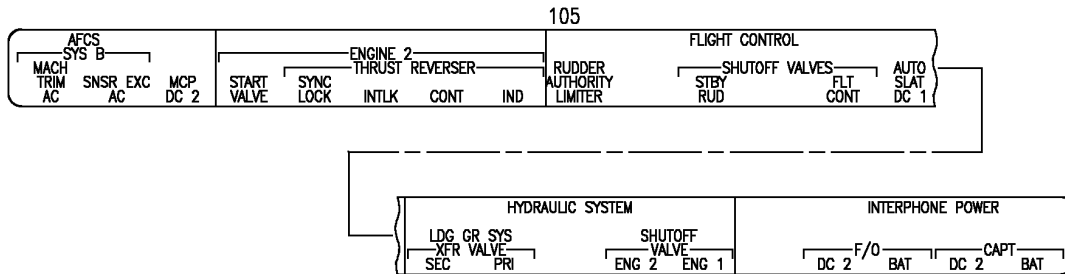 105
AFCS ENGINE 2 FLIGHT CONTROL
SYS B THRUST REVERSER SHUTOFF VALVES
MACH TRIM AC
SNSR EXC AC
MCP DC 2
START VALVE
SYNC LOCK
INTLK
CONT
IND
RUDDER AUTHORITY LIMITER
STBY RUD
FLT CONT
AUTO SLAT DC 1
HYDRAULIC SYSTEM INTERPHONE POWER
LDG GR SYS XFR VALVE
SEC PRI
SHUTOFF VALVE
ENG 2 ENG 1
F/O
DC 2 BAT
CAPT
DC 2 BAT